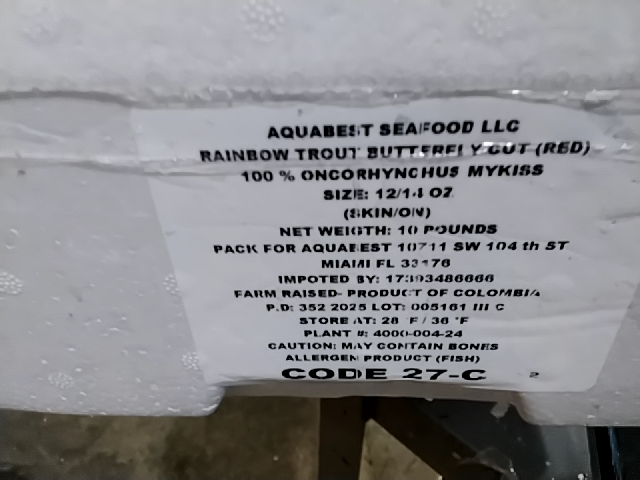 AQUABEST SEAFOOD LLC
RAINBOW TROUT BUTTERFLY CUT (RED)
100 % ONCORHYNCHUS MYKISS
SIZE: 12/14 OZ
(SKIN/ON)
NET WEIGTH: 10 POUNDS
PACK FOR AQUABEST 10711 SW 104 th ST
MIAMI FL 33176
IMPOTED BY: 17393486666
FARM RAISED- PRODUCT OF COLOMBIA
P.D: 352 2025 LOT: 005161 III C
STORE AT: 28 °F / 36 °F
PLANT #: 4000-004-24
CAUTION: MAY CONTAIN BONES
ALLERGEN PRODUCT (FISH)
CODE 27-C 2